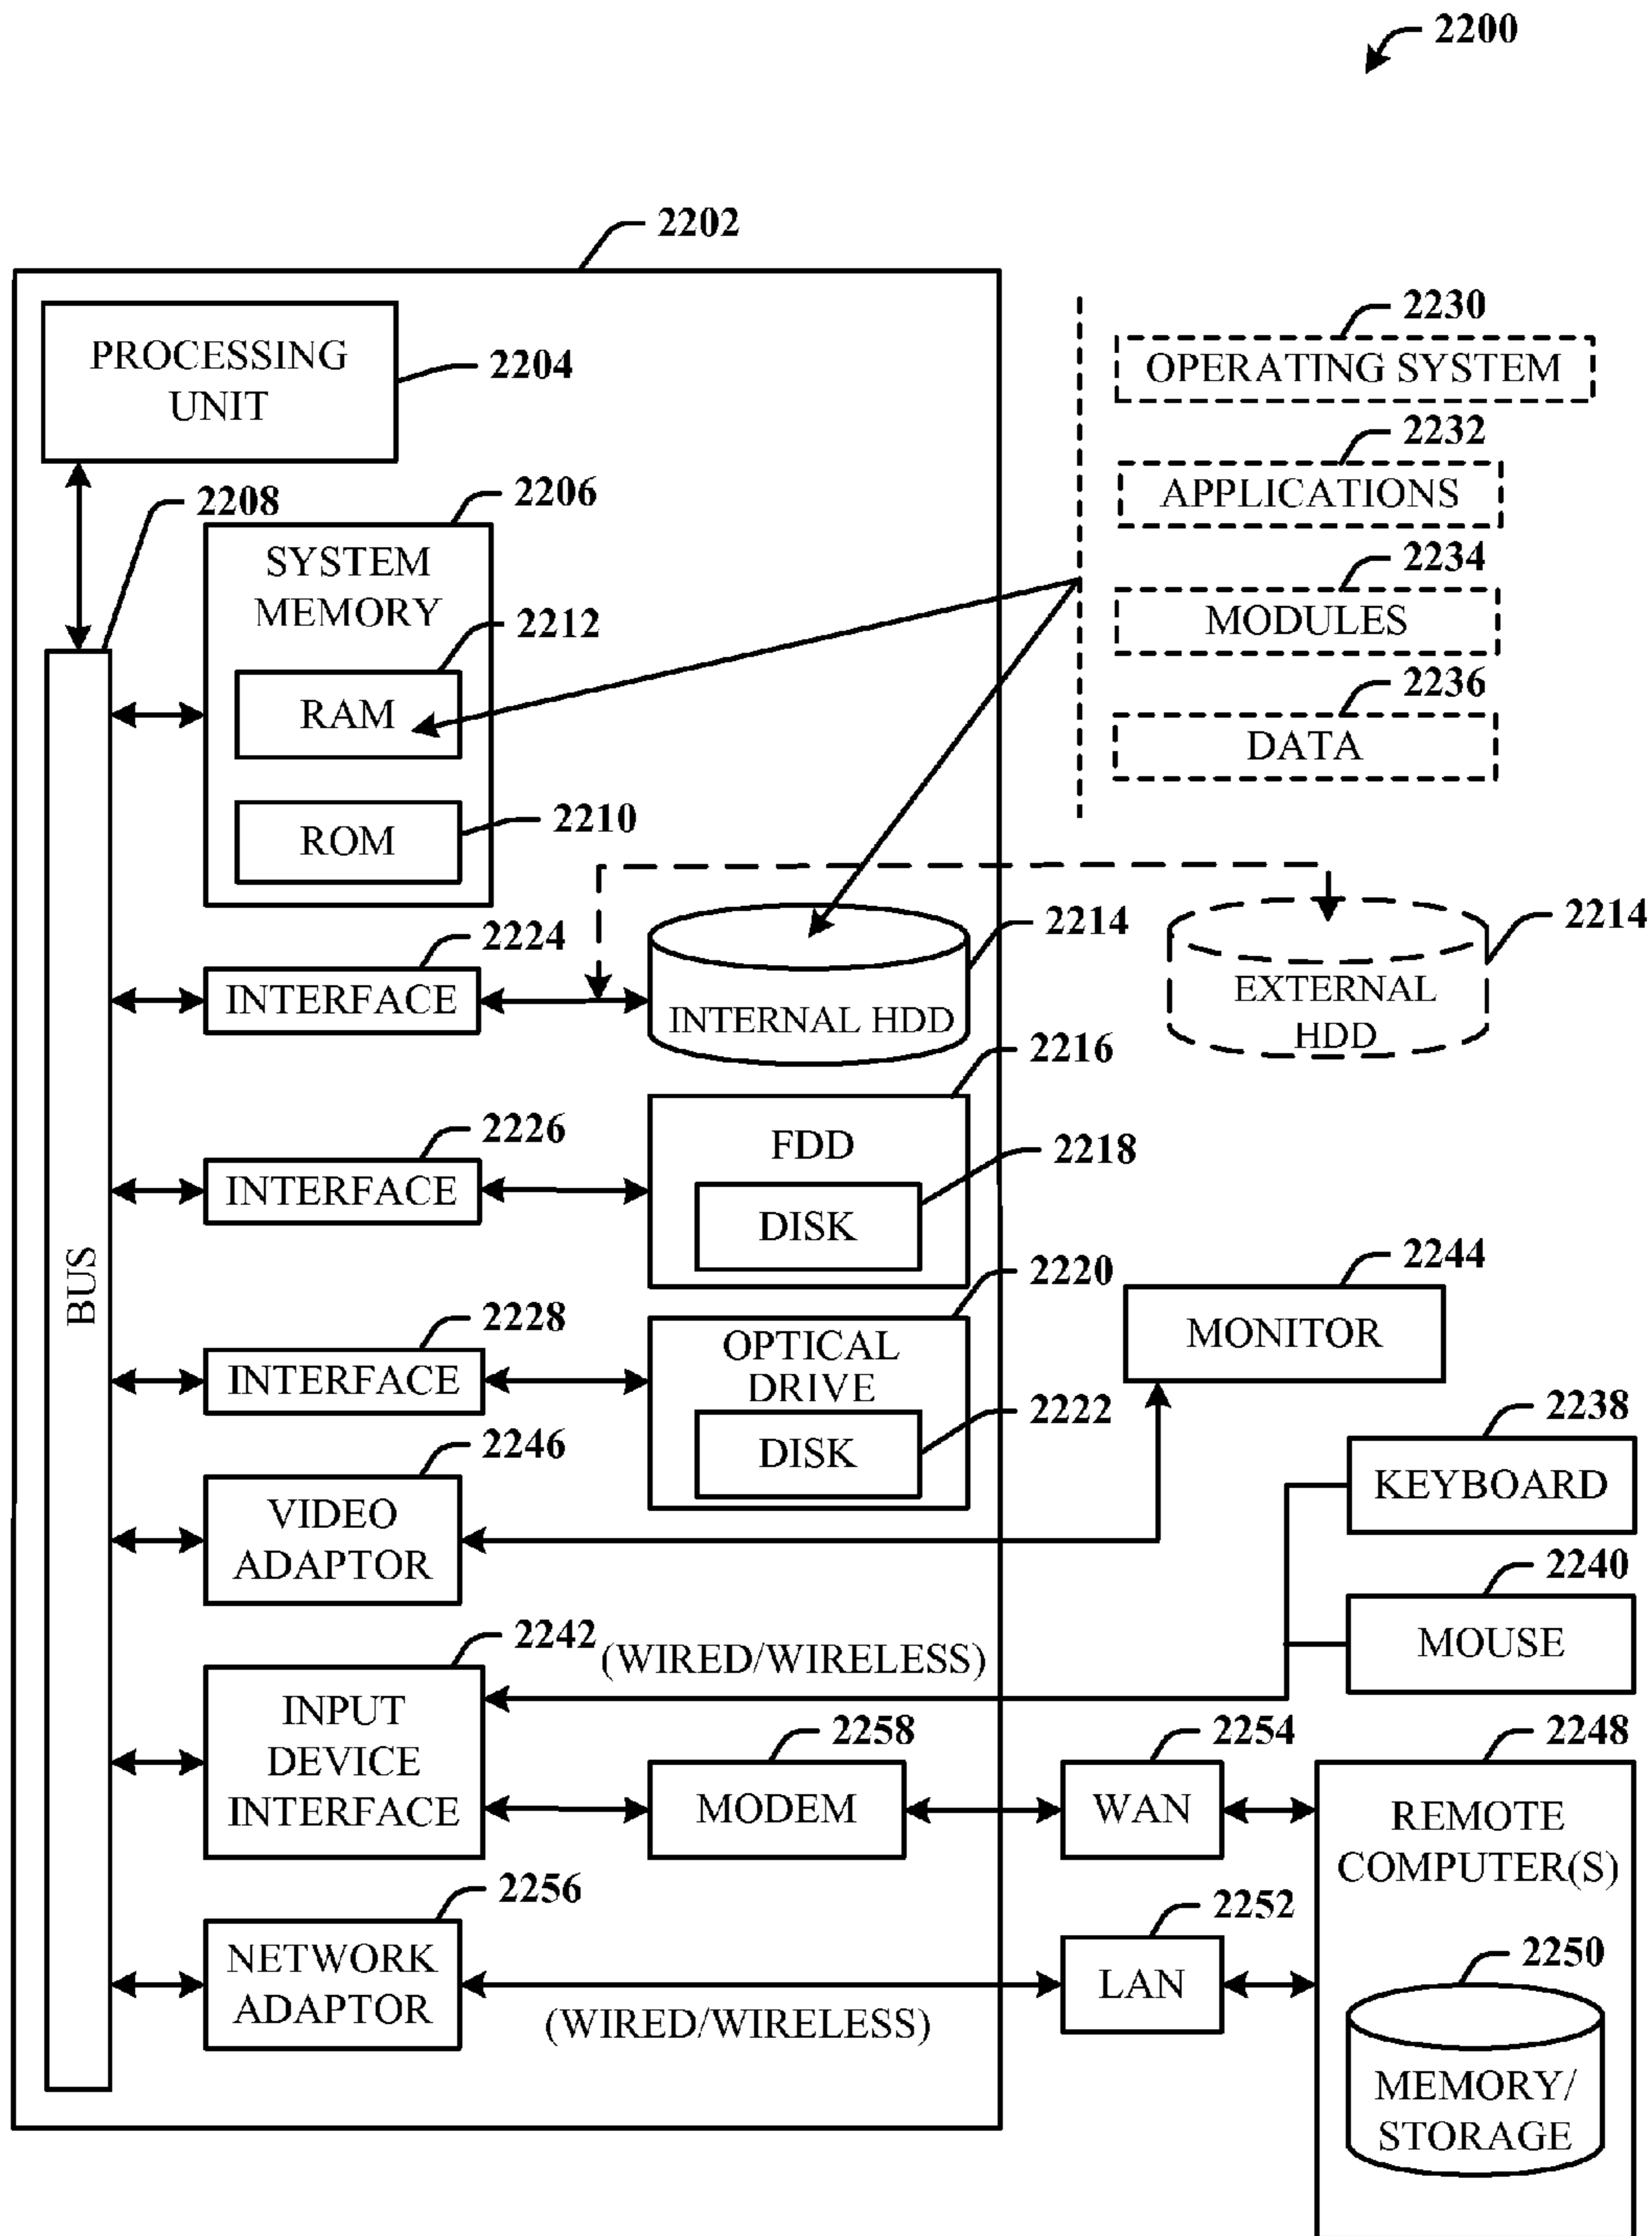 2200
2202
PROCESSING
UNIT
2204
2230
OPERATING SYSTEM
2232
APPLICATIONS
2234
MODULES
2236
DATA
2208
2206
SYSTEM
MEMORY
2212
RAM
2210
ROM
2224
INTERFACE
2214
INTERNAL HDD
2214
EXTERNAL
HDD
2226
INTERFACE
2216
FDD
2218
DISK
BUS
2228
INTERFACE
2220
OPTICAL
DRIVE
2222
DISK
2244
MONITOR
2246
VIDEO
ADAPTOR
2238
KEYBOARD
2240
MOUSE
2242
(WIRED/WIRELESS)
INPUT
DEVICE
INTERFACE
2258
MODEM
2254
WAN
2248
REMOTE
COMPUTER(S)
2256
NETWORK
ADAPTOR
(WIRED/WIRELESS)
2252
LAN
2250
MEMORY/
STORAGE